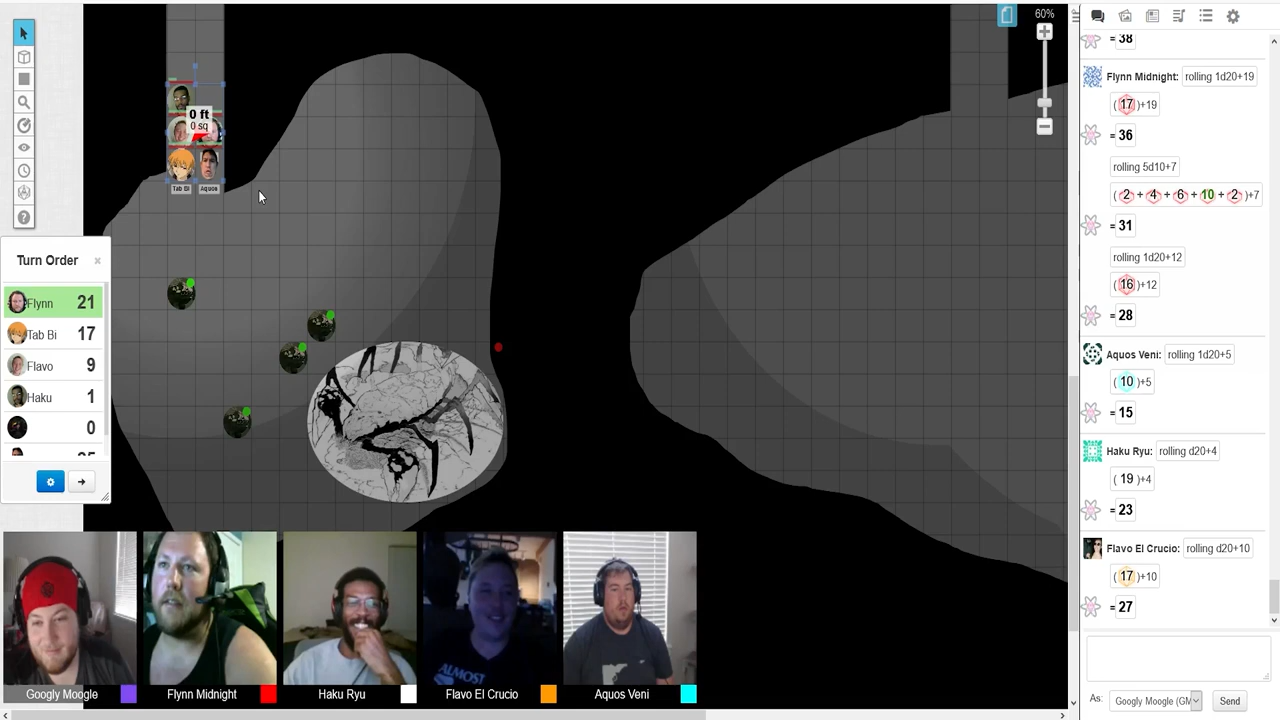 60%
0 ft
0 sq
Tab Bi
Aquos
Turn Order
×
Flynn
21
Tab Bi
17
Flavo
9
Haku
1
0
= 38
Flynn Midnight: rolling 1d20+19
(17)+19
= 36
rolling 5d10+7
(2+4+6+10+2)+7
= 31
rolling 1d20+12
(16)+12
= 28
Aquos Veni: rolling 1d20+5
(10)+5
= 15
Haku Ryu: rolling d20+4
(19)+4
= 23
Flavo El Crucio: rolling d20+10
(17)+10
= 27
As:
Googly Moogle (GM
Send
ALMOST
Googly Moogle
Flynn Midnight
Haku Ryu
Flavo El Crucio
Aquos Veni